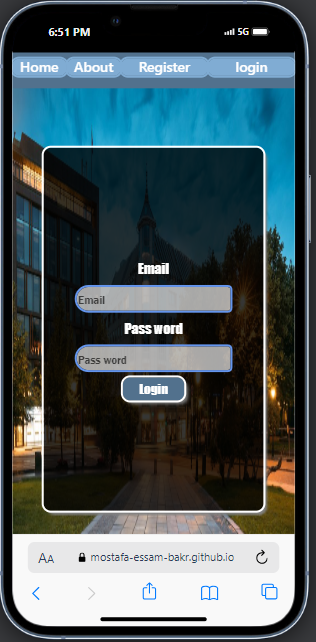 6:51 PM
5G
Home About Register login
Email
Email
Pass word
Pass word
Login
AA mostafa-essam-bakr.github.io